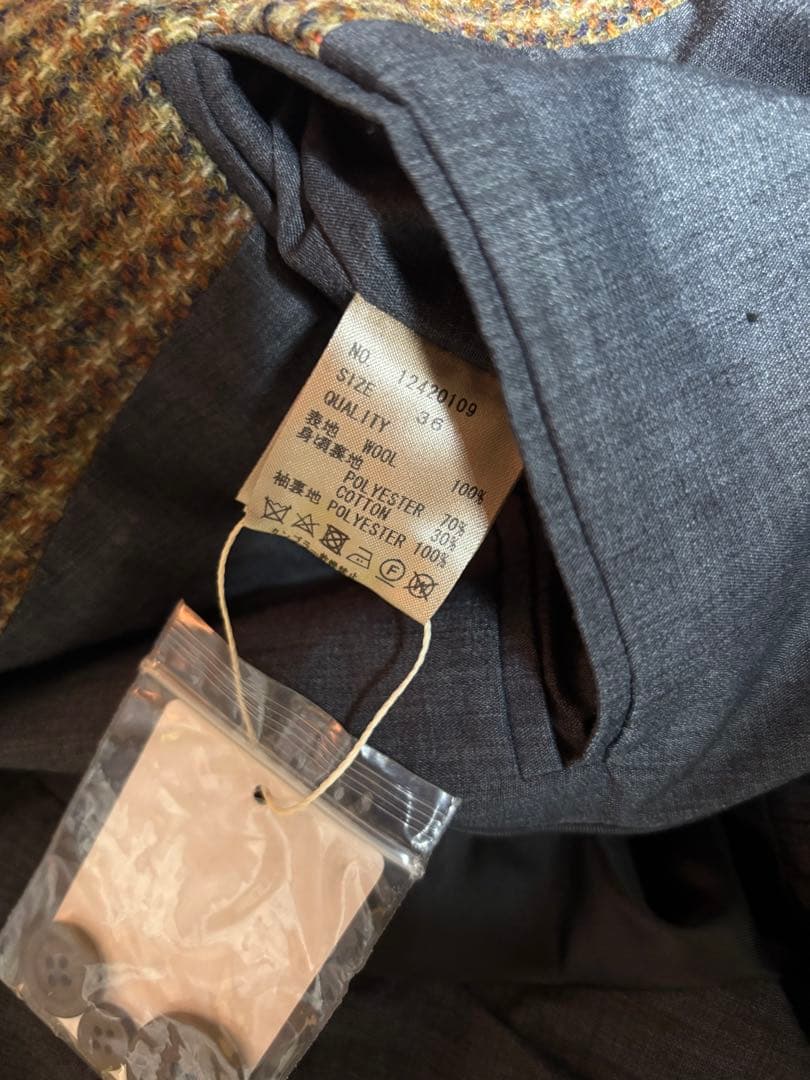 NO. 12420109
SIZE 36
QUALITY
表地 WOOL 100%
身頃裏地
POLYESTER 70%
COTTON 30%
袖裏地 POLYESTER 100%
F
W